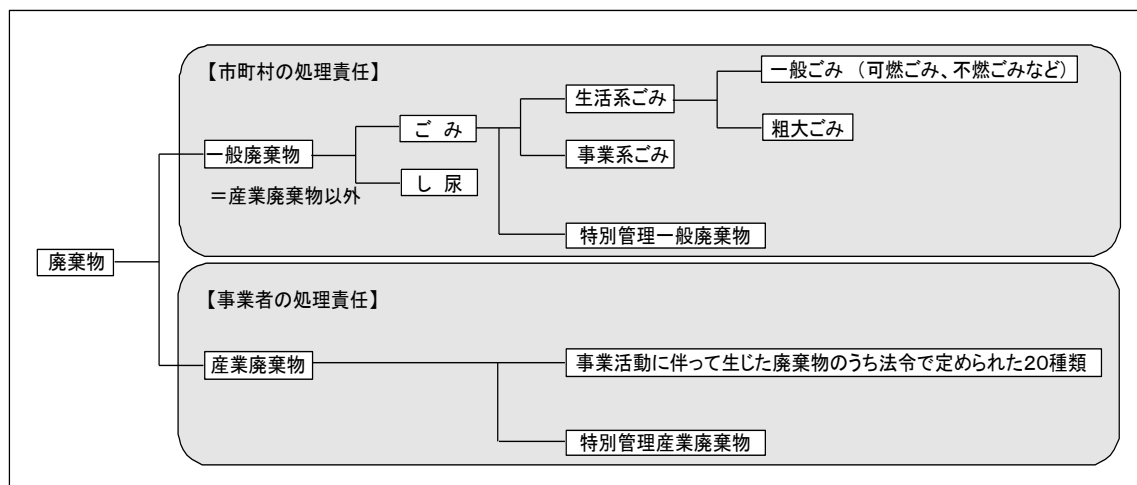 【市町村の処理責任】
一般ごみ （可燃ごみ、不燃ごみなど）
生活系ごみ
ご み
粗大ごみ
一般廃棄物
事業系ごみ
し 尿
＝産業廃棄物以外
特別管理一般廃棄物
廃棄物
【事業者の処理責任】
産業廃棄物
事業活動に伴って生じた廃棄物のうち法令で定められた２０種類
特別管理産業廃棄物